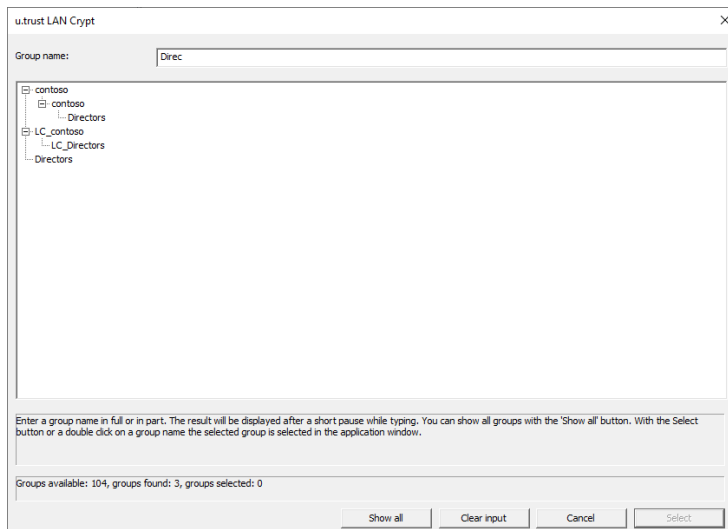 u.trust LAN Crypt
Group name:
Direc
contoso
contoso
Directors
LC_contoso
LC_Directors
Directors
Enter a group name in full or in part. The result will be displayed after a short pause while typing. You can show all groups with the 'Show all' button. With the Select
button or a double click on a group name the selected group is selected in the application window.
Groups available: 104, groups found: 3, groups selected: 0
Show all
Clear input
Cancel
Select